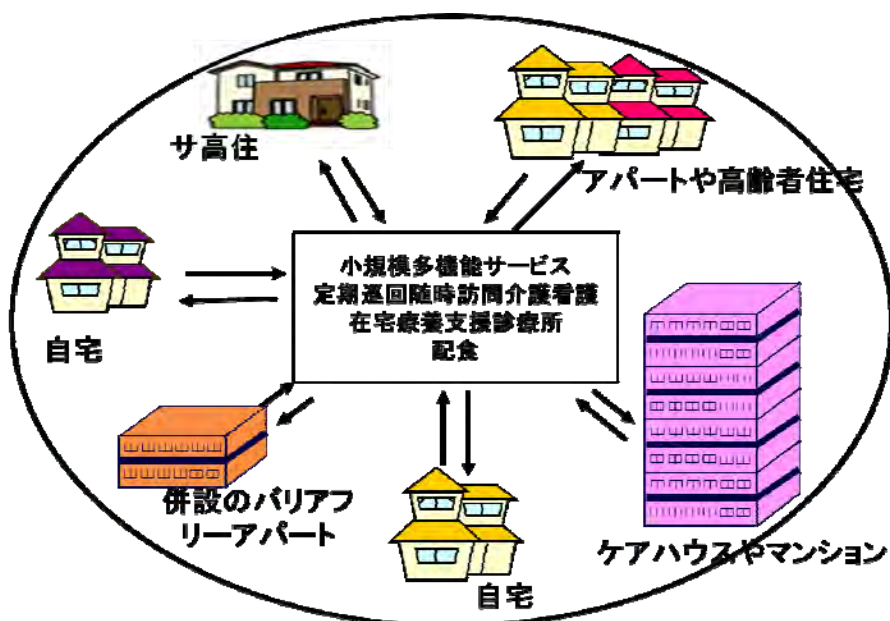 サ高住
アパートや高齢者住宅
小規模多機能サービス
定期巡回随時訪問介護看護
在宅療養支援診療所
配食
自宅
併設のバリアフ
リーアパート
自宅
ケアハウスやマンション